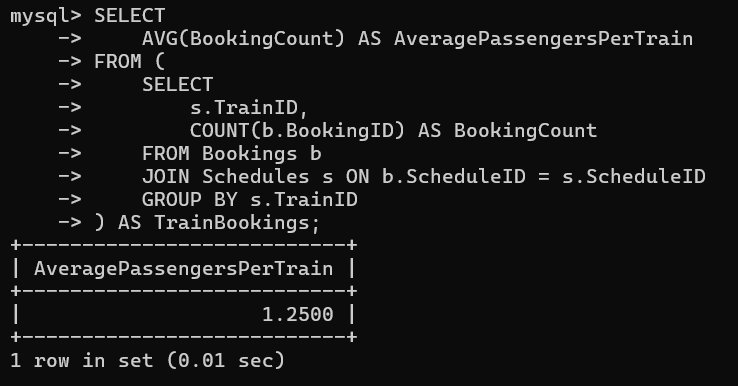 mysql> SELECT
    ->     AVG(BookingCount) AS AveragePassengersPerTrain
    -> FROM (
    ->     SELECT
    ->         s.TrainID,
    ->         COUNT(b.BookingID) AS BookingCount
    ->     FROM Bookings b
    ->     JOIN Schedules s ON b.ScheduleID = s.ScheduleID
    ->     GROUP BY s.TrainID
    -> ) AS TrainBookings;
+---------------------------+
| AveragePassengersPerTrain |
+---------------------------+
|                    1.2500 |
+---------------------------+
1 row in set (0.01 sec)